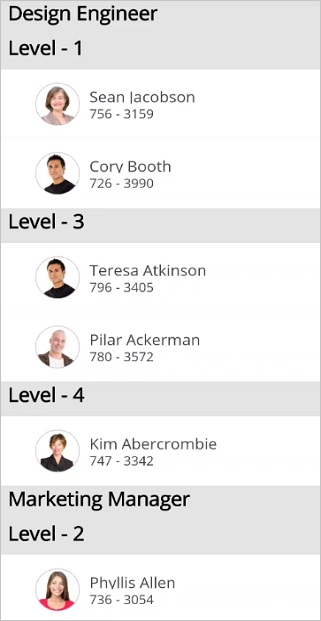 Design Engineer
Level - 1
Sean Jacobson
756 - 3159
Cory Booth
726 - 3990
Level - 3
Teresa Atkinson
796 - 3405
Pilar Ackerman
780 - 3572
Level - 4
Kim Abercrombie
747 - 3342
Marketing Manager
Level - 2
Phyllis Allen
736 - 3054